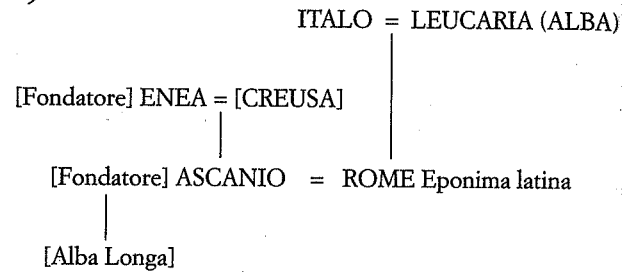 ITALO = LEUCARIA (ALBA)
[Fondatore] ENEA = [CREUSA]
[Fondatore] ASCANIO = ROME Eponima latina
[Alba Longa]